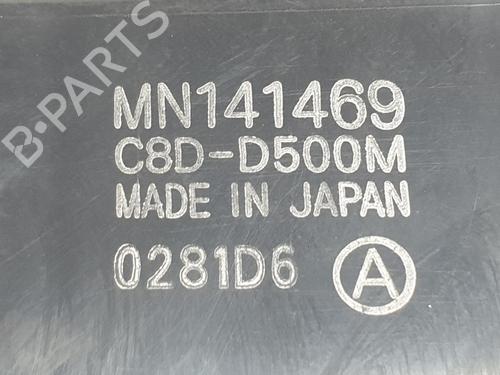 B-PARTS
MN141469
C8D-D500M
MADE IN JAPAN
0281D6 A